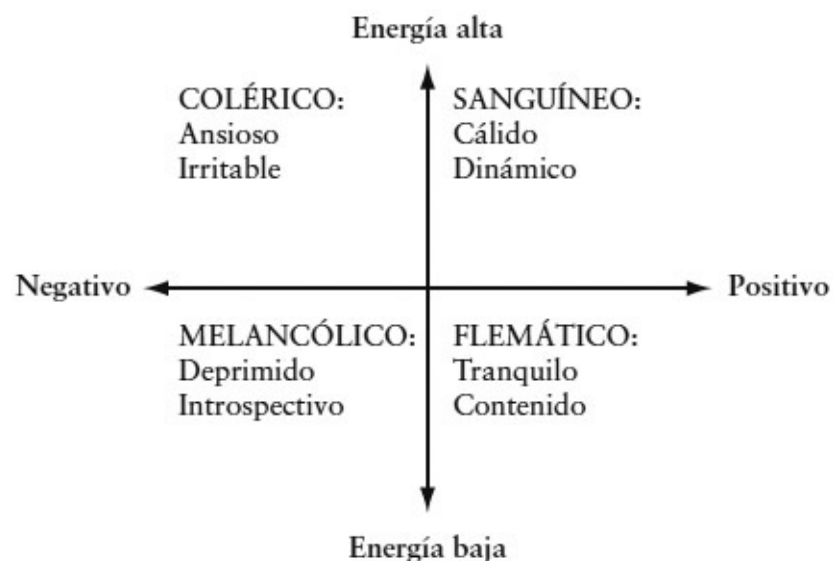 Energía alta
COLÉRICO:
Ansioso
Irritable
SANGUÍNEO:
Cálido
Dinámico
Negativo
Positivo
MELANCÓLICO:
Deprimido
Introspectivo
FLEMÁTICO:
Tranquilo
Contenido
Energía baja